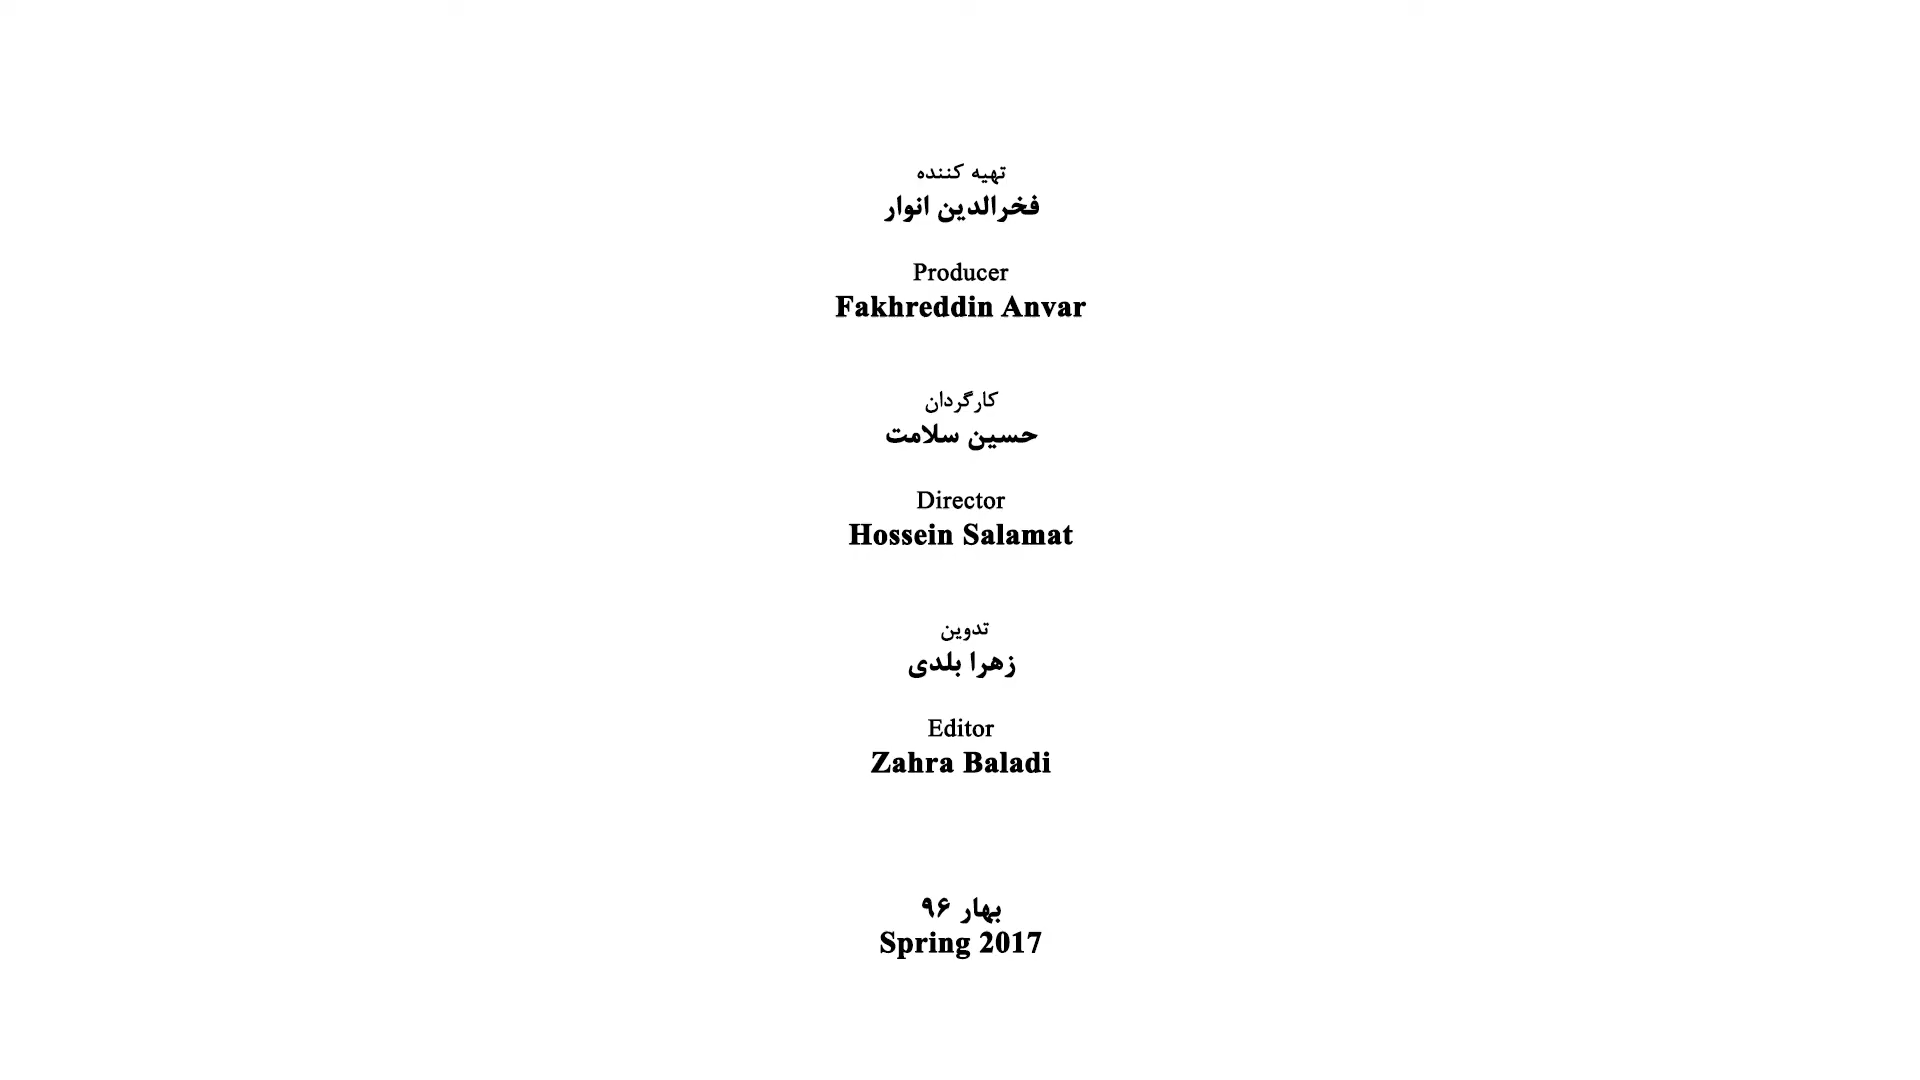 تهیه کننده
فخرالدین انوار
Producer
Fakhreddin Anvar
کارگردان
حسین سلامت
Director
Hossein Salamat
تدوین
زهرا بلدی
Editor
Zahra Baladi
بهار ۹۶
Spring 2017